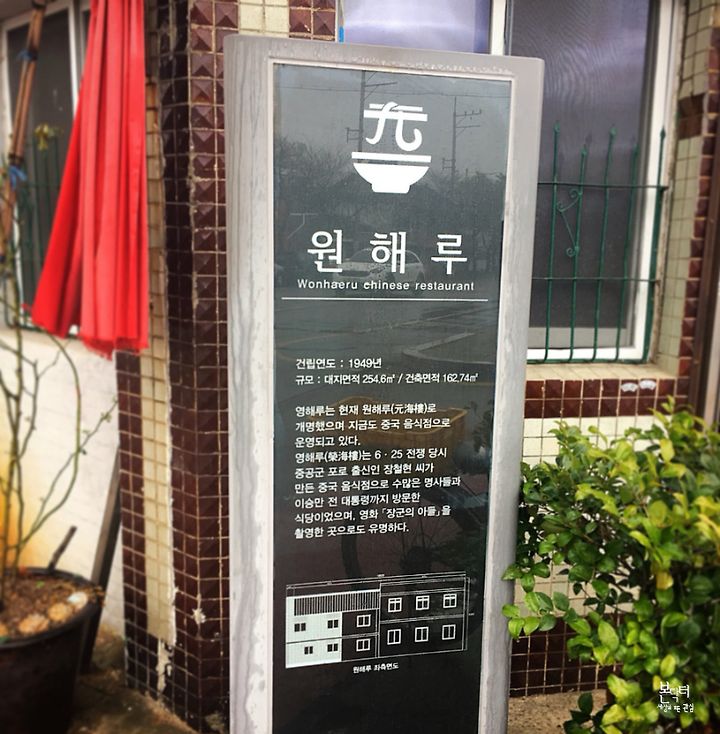 원해루
Wonhaeru chinese restaurant
건립연도 : 1949년
규모 : 대지면적 254.6㎡ / 건축면적 162.74㎡
영해루는 현재 원해루(元海樓)로
개명했으며 지금도 중국 음식점으로
운영되고 있다.
영해루(榮海樓)는 6 · 25 전쟁 당시
중공군 포로 출신인 장철현 씨가
만든 중국 음식점으로 수많은 명사들과
이승만 전 대통령까지 방문한
식당이었으며, 영화 「장군의 아들」을
촬영한 곳으로도 유명하다.
원해루 좌측면도
본닥터